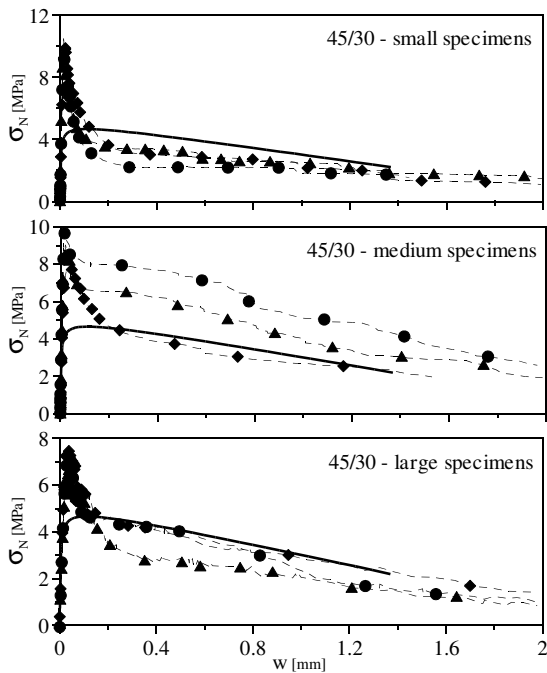 12
8
4
0
σN [MPa]
45/30 - small specimens
10
8
6
4
2
0
σN [MPa]
45/30 - medium specimens
8
6
4
2
0
σN [MPa]
45/30 - large specimens
0 0.4 0.8 1.2 1.6 2
W [mm]